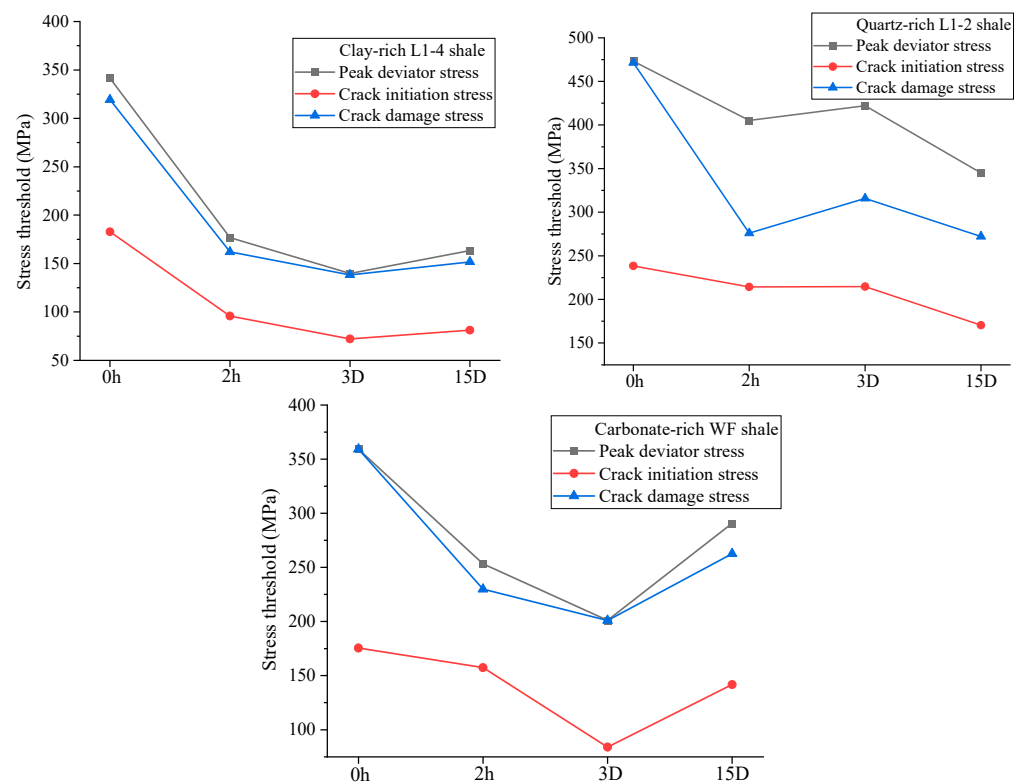 Clay-rich L1-4 shale
Peak deviator stress
Crack initiation stress
Crack damage stress
Stress threshold (MPa)
400
350
300
250
200
150
100
50
0h
2h
3D
15D
Quartz-rich L1-2 shale
Peak deviator stress
Crack initiation stress
Crack damage stress
Stress threshold (MPa)
500
450
400
350
300
250
200
150
0h
2h
3D
15D
Carbonate-rich WF shale
Peak deviator stress
Crack initiation stress
Crack damage stress
Stress threshold (MPa)
400
350
300
250
200
150
100
0h
2h
3D
15D